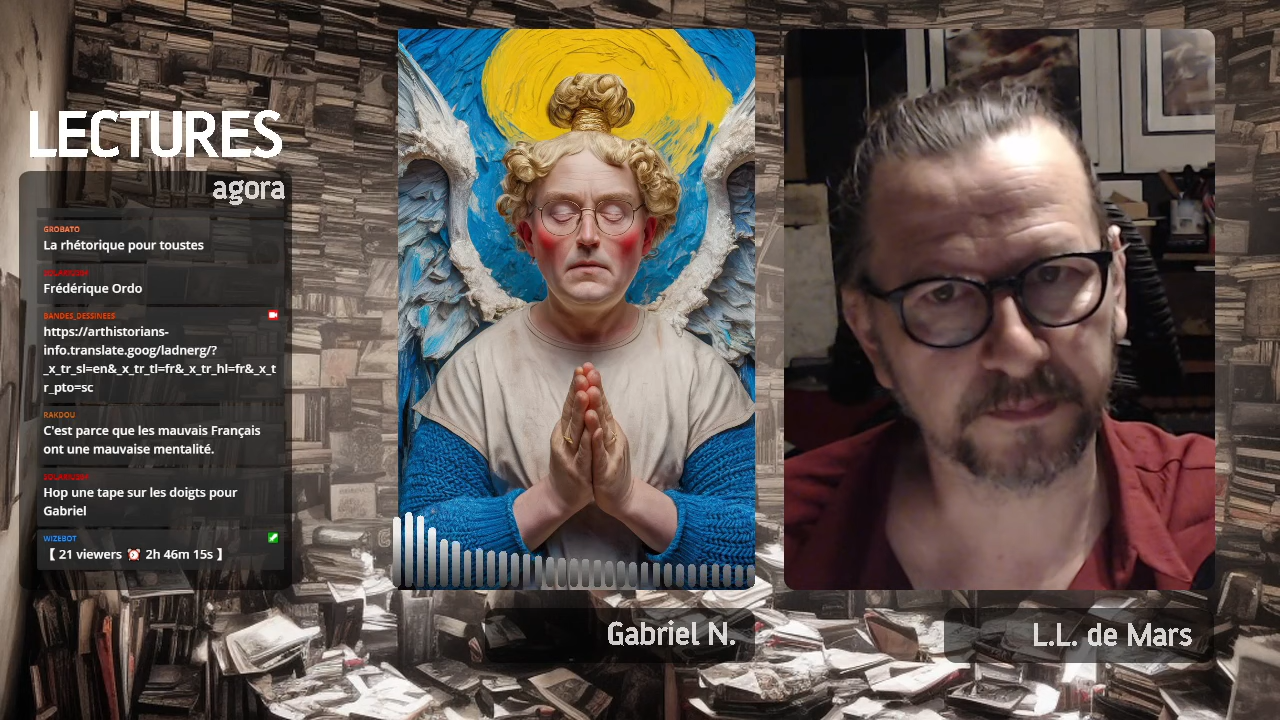 LECTURES
agora
GROBATO
La rhétorique pour toustes
Frédérique Ordo
BANDES_DESSINEES
https://arthistorians-
info.translate.goog/ladnerg/?
_x_tr_sl=en&_x_tr_tl=fr&_x_tr_hl=fr&_x_t
r_pto=sc
RAKDOU
C'est parce que les mauvais Français
ont une mauvaise mentalité.
Hop une tape sur les doigts pour
Gabriel
WIZEBOT
【 21 viewers ⏰ 2h 46m 15s 】
Gabriel N.
L.L. de Mars